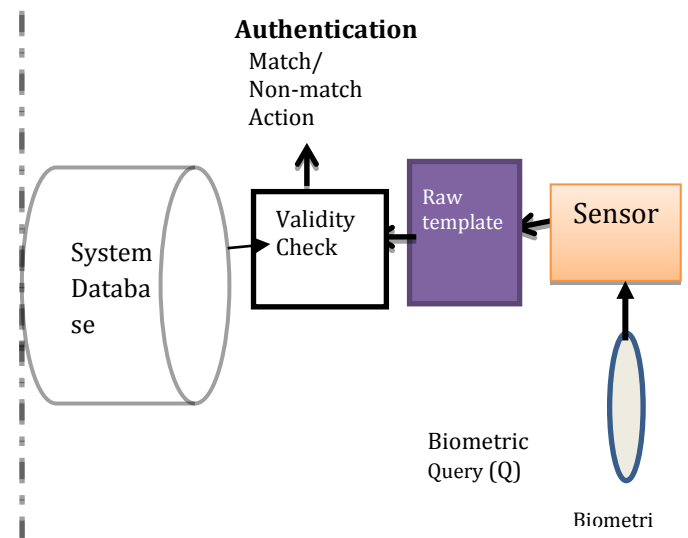 Authentication
Match/
Non-match
Action
System
Databa
se
Validity
Check
Raw
template
Sensor
Biometric
Query (Q)
Biometri